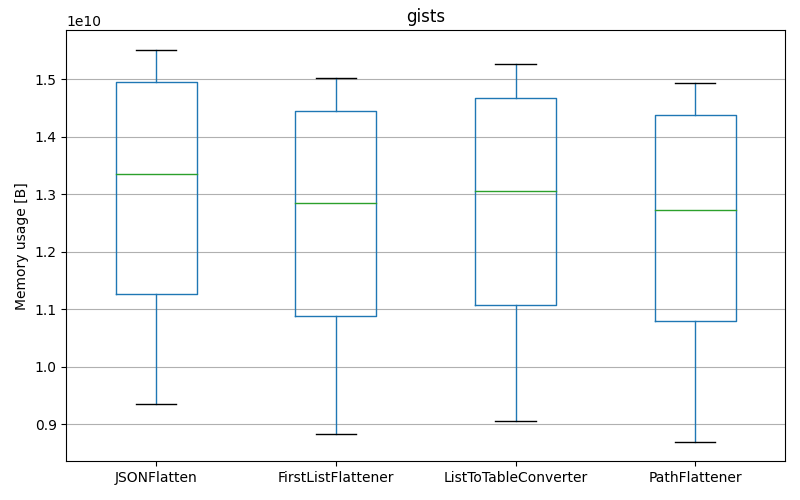 gists
1e10
1.5
1.4
1.3
1.2
1.1
1.0
0.9
Memory usage [B]
JSONFlatten FirstListFlattener ListToTableConverter PathFlattener